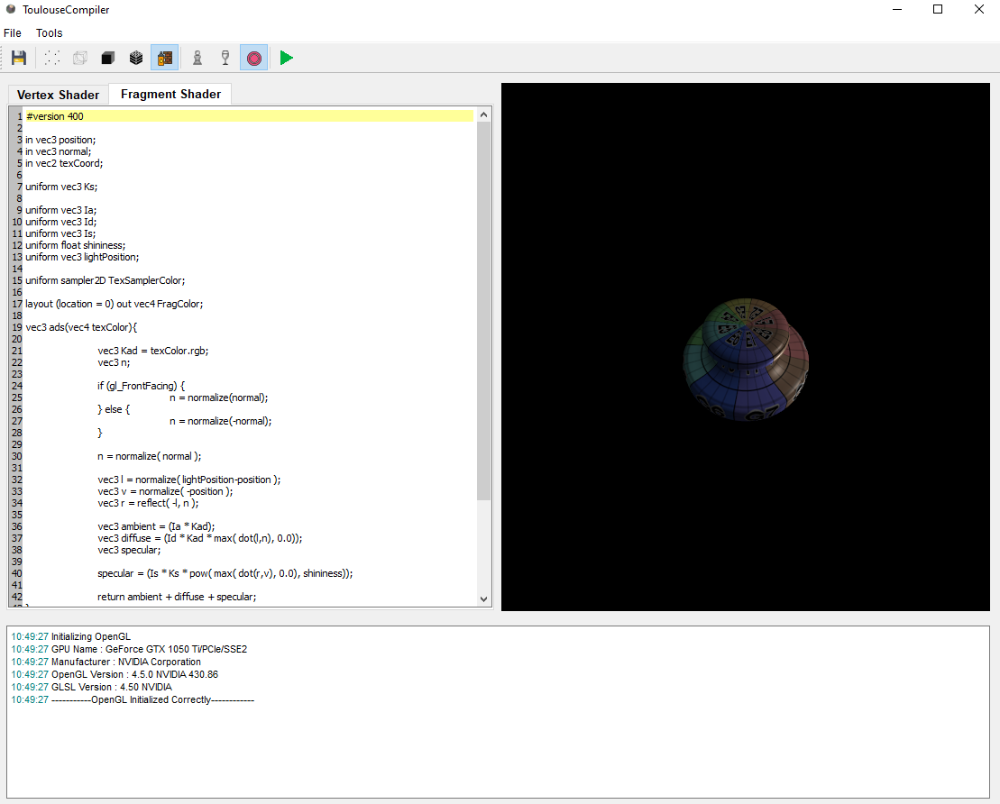 ToulouseCompiler
File Tools
Vertex Shader Fragment Shader
1 #version 400
2
3 in vec3 position;
4 in vec3 normal;
5 in vec2 texCoord;
6
7 uniform vec3 Ks;
8
9 uniform vec3 Ia;
10 uniform vec3 Id;
11 uniform vec3 Is;
12 uniform float shininess;
13 uniform vec3 lightPosition;
14
15 uniform sampler2D TexSamplerColor;
16
17 layout (location = 0) out vec4 FragColor;
18
19 vec3 ads(vec4 texColor){
20
21 vec3 Kad = texColor.rgb;
22 vec3 n;
23
24 if (gl_FrontFacing) {
25 n = normalize(normal);
26 } else {
27 n = normalize(-normal);
28 }
29
30 n = normalize( normal );
31
32 vec3 l = normalize( lightPosition-position );
33 vec3 v = normalize( -position );
34 vec3 r = reflect( -l, n );
35
36 vec3 ambient = (Ia * Kad);
37 vec3 diffuse = (Id * Kad * max( dot(l,n), 0.0));
38 vec3 specular;
39
40 specular = (Is * Ks * pow( max( dot(r,v), 0.0), shininess));
41
42 return ambient + diffuse + specular;
10:49:27 Initializing OpenGL
10:49:27 GPU Name : GeForce GTX 1050 Ti/PCIe/SSE2
10:49:27 Manufacturer : NVIDIA Corporation
10:49:27 OpenGL Version : 4.5.0 NVIDIA 430.86
10:49:27 GLSL Version : 4.50 NVIDIA
10:49:27 -----------OpenGL Initialized Correctly------------